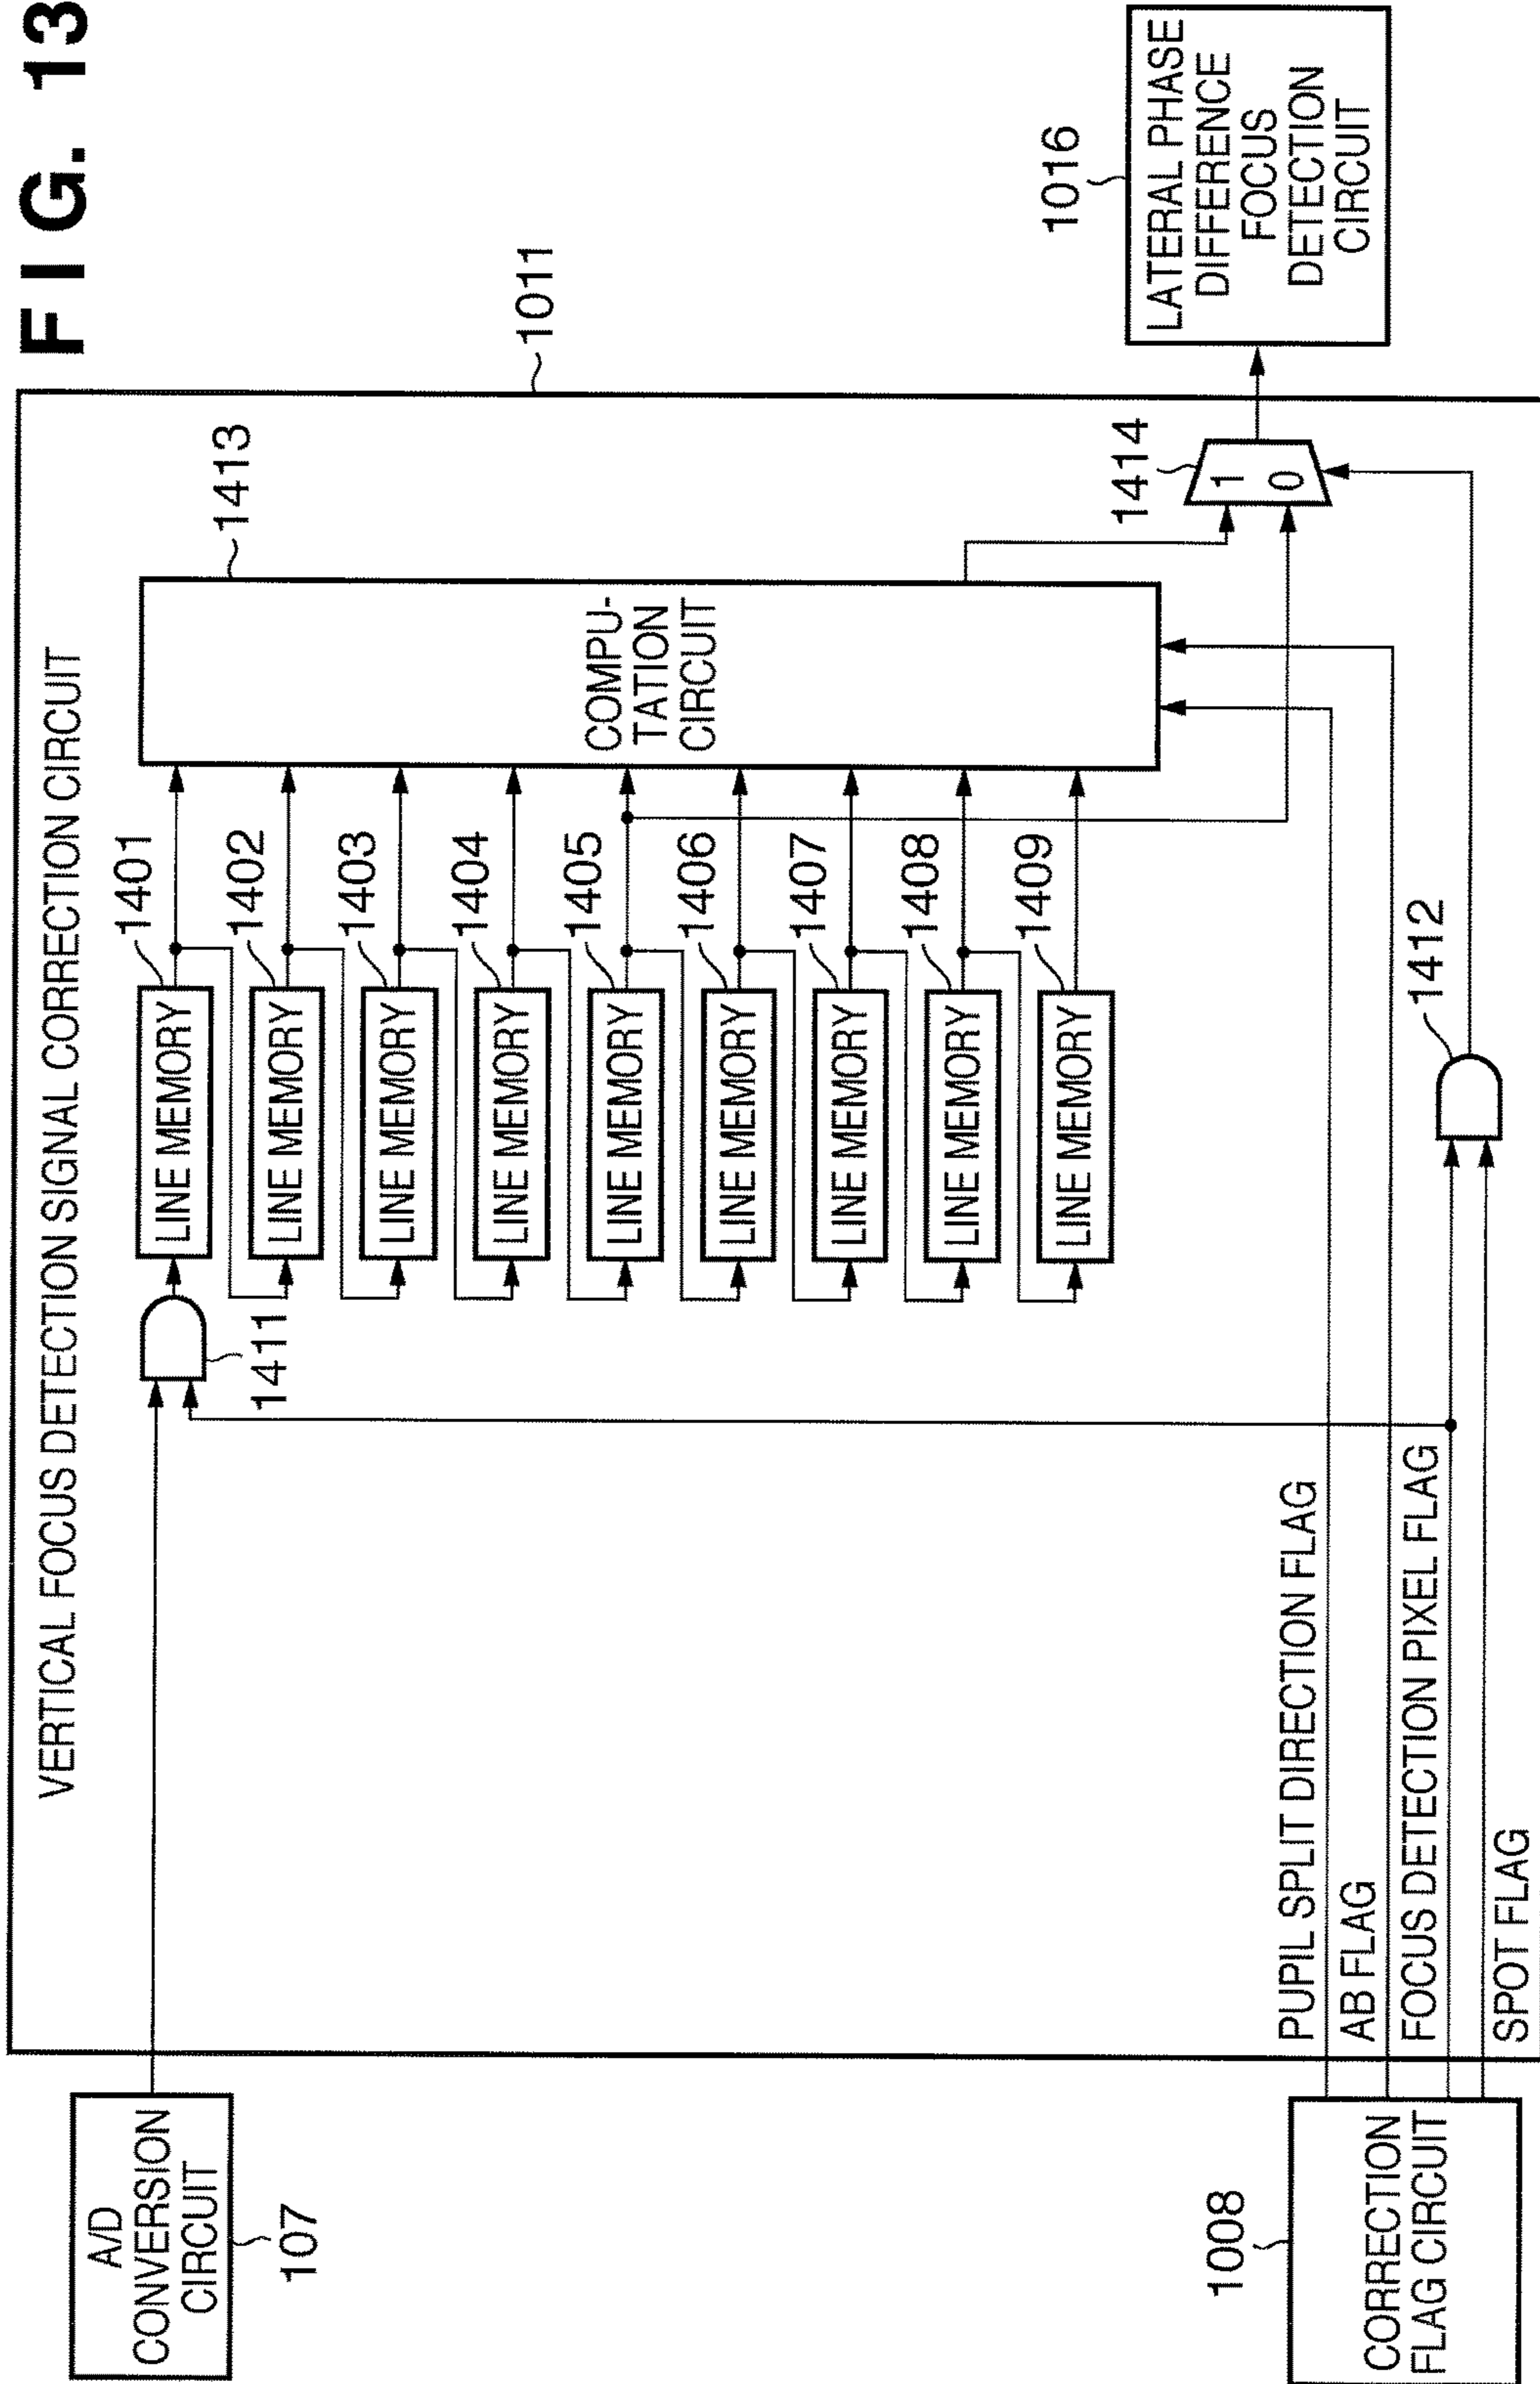 FIG. 13
VERTICAL FOCUS DETECTION SIGNAL CORRECTION CIRCUIT
1011
A/D
CONVERSION
CIRCUIT
107
1411
LINE MEMORY
1401
LINE MEMORY
1402
LINE MEMORY
1403
LINE MEMORY
1404
LINE MEMORY
1405
LINE MEMORY
1406
LINE MEMORY
1407
LINE MEMORY
1408
LINE MEMORY
1409
COMPU-
TATION
CIRCUIT
1413
1414
1
0
1016
LATERAL PHASE
DIFFERENCE
FOCUS
DETECTION
CIRCUIT
1412
PUPIL SPLIT DIRECTION FLAG
AB FLAG
FOCUS DETECTION PIXEL FLAG
SPOT FLAG
1008
CORRECTION
FLAG CIRCUIT